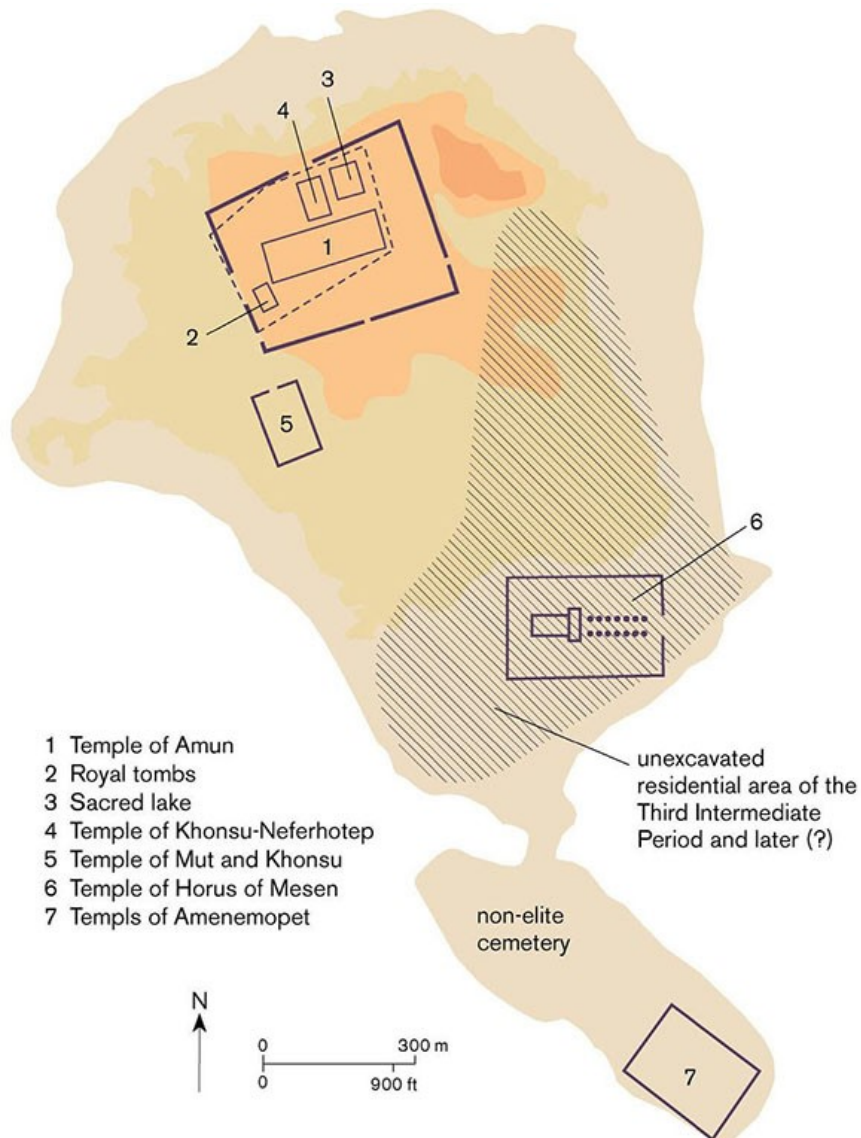 3
4
1
2
5
6
1 Temple of Amun
2 Royal tombs
3 Sacred lake
4 Temple of Khonsu-Neferhotep
5 Temple of Mut and Khonsu
6 Temple of Horus of Mesen
7 Templs of Amenemopet
unexcavated
residential area of the
Third Intermediate
Period and later (?)
non-elite
cemetery
N
0 300 m
0 900 ft
7